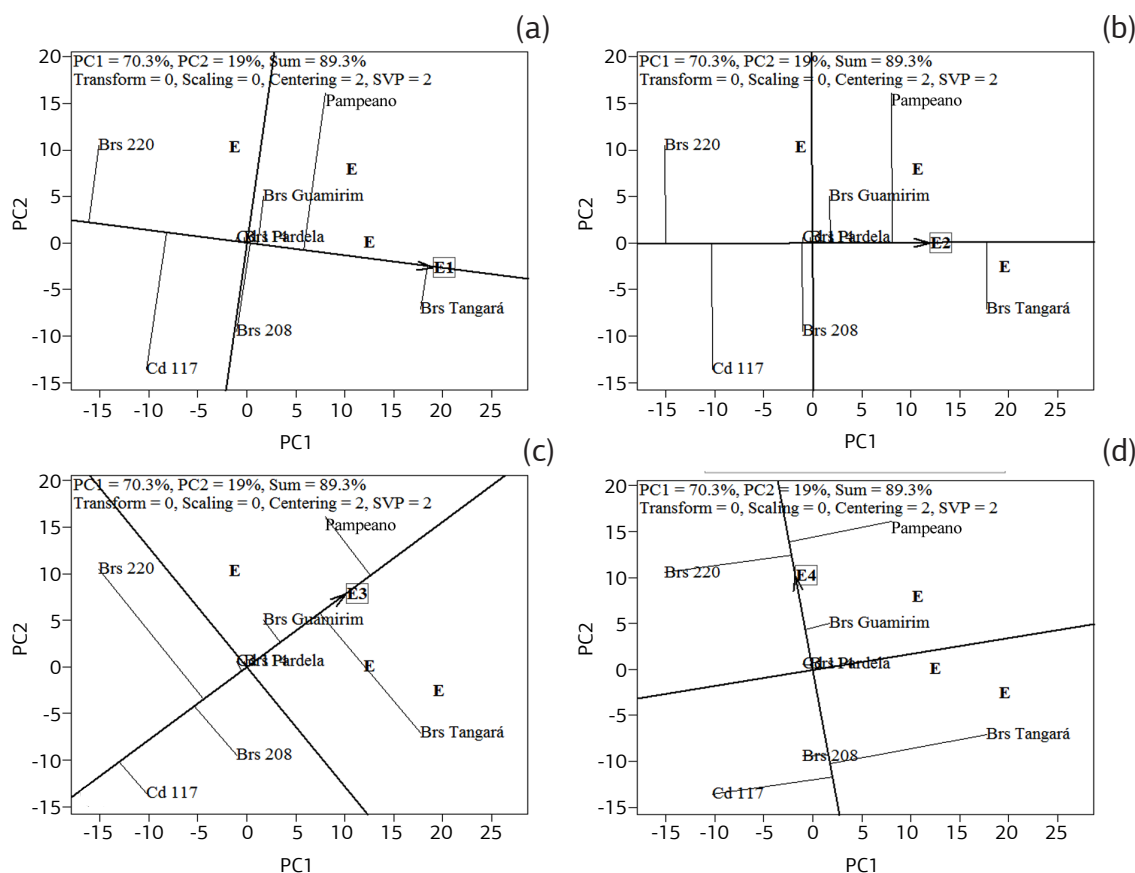 (a)
PC1 = 70.3%, PC2 = 19%, Sum = 89.3%
Transform = 0, Scaling = 0, Centering = 2, SVP = 2
Pampeano
Brs 220
E
E
Brs Guamirim
Brs Pardela
E
E1
Brs Tangará
Brs 208
Cd 117
20
15
10
5
0
-5
-10
-15
PC2
-15 -10 -5 0 5 10 15 20 25
PC1
(b)
PC1 = 70.3%, PC2 = 19%, Sum = 89.3%
Transform = 0, Scaling = 0, Centering = 2, SVP = 2
Pampeano
Brs 220
E
E
Brs Guamirim
Brs Pardela
E2
E
Brs Tangará
Brs 208
Cd 117
20
15
10
5
0
-5
-10
-15
PC2
-15 -10 -5 0 5 10 15 20 25
PC1
(c)
PC1 = 70.3%, PC2 = 19%, Sum = 89.3%
Transform = 0, Scaling = 0, Centering = 2, SVP = 2
Pampeano
Brs 220
E
E3
Brs Guamirim
Brs Pardela
E
E
Brs Tangará
Brs 208
Cd 117
20
15
10
5
0
-5
-10
-15
PC2
-15 -10 -5 0 5 10 15 20 25
PC1
(d)
PC1 = 70.3%, PC2 = 19%, Sum = 89.3%
Transform = 0, Scaling = 0, Centering = 2, SVP = 2
Pampeano
Brs 220
E4
E
Brs Guamirim
Brs Pardela
E
E
Brs Tangará
Brs 208
Cd 117
20
15
10
5
0
-5
-10
-15
PC2
-15 -10 -5 0 5 10 15 20 25
PC1